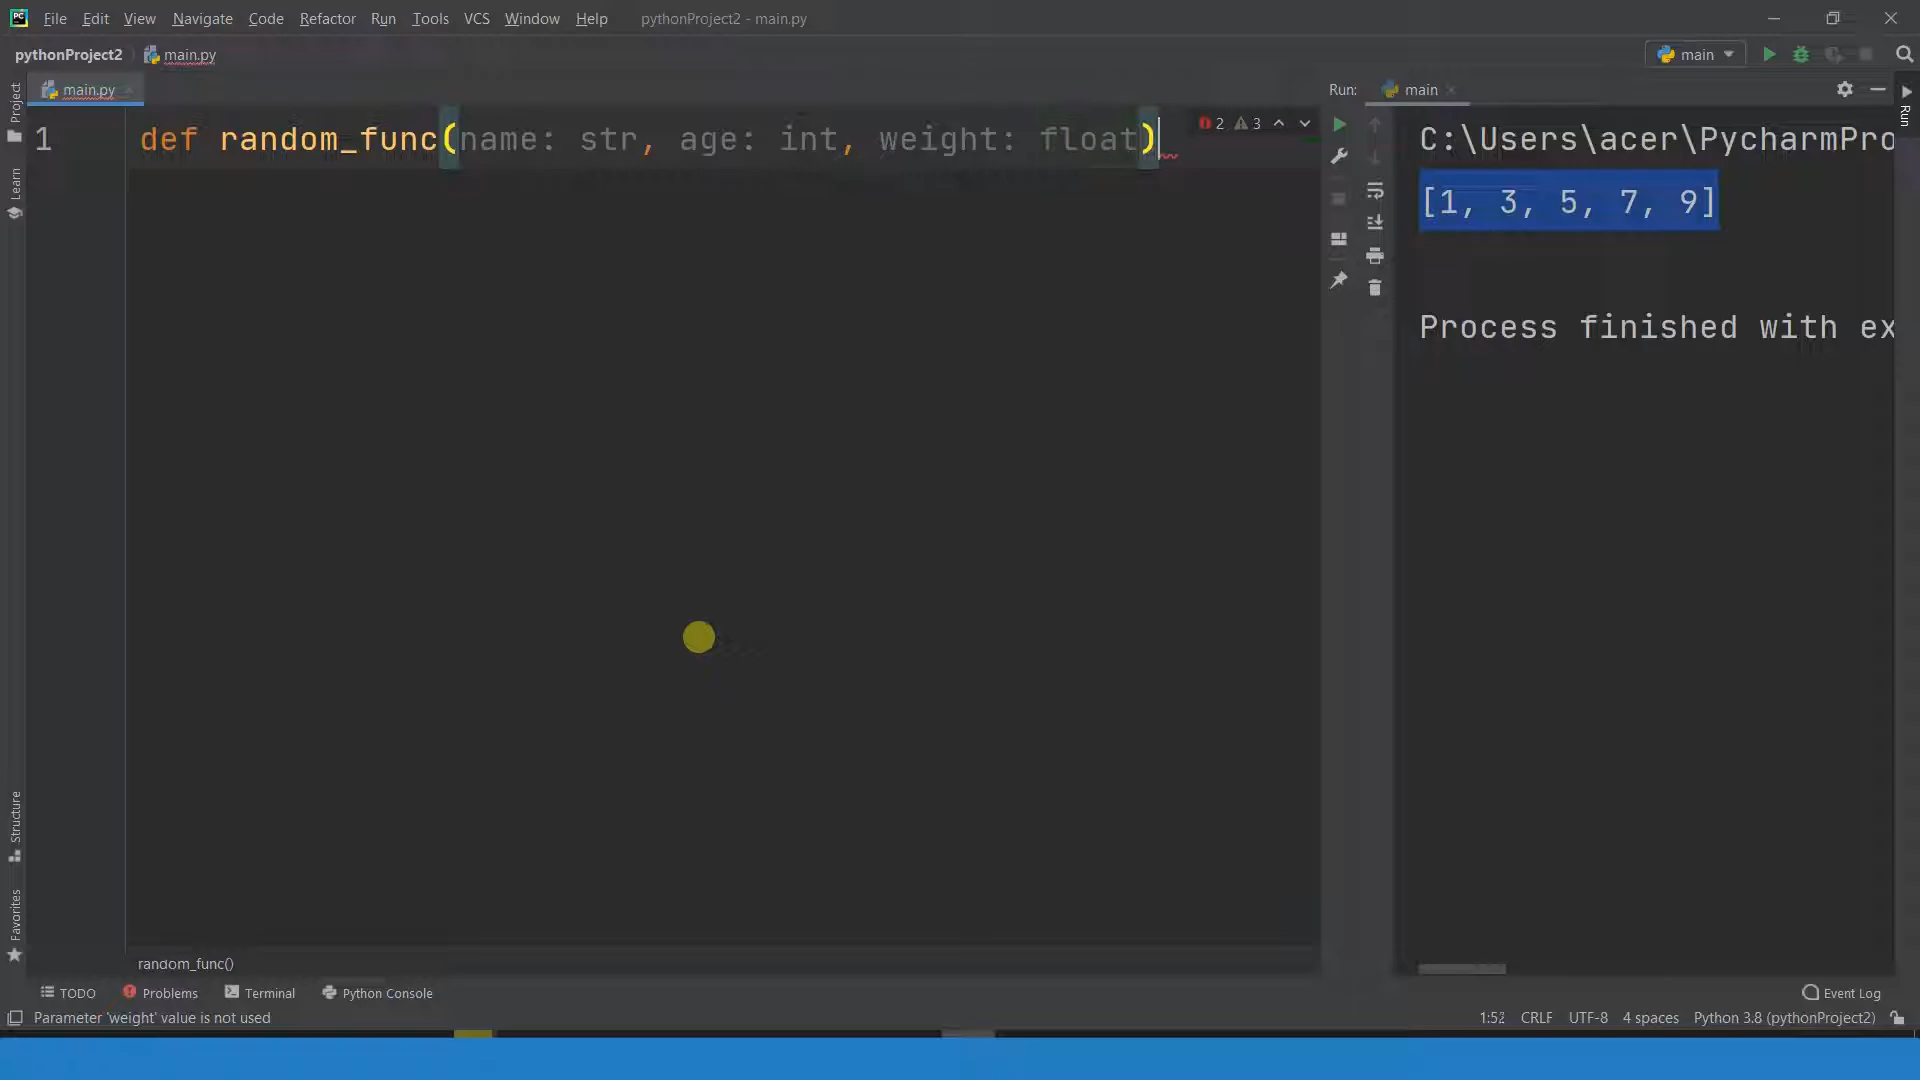 PC File Edit View Navigate Code Refactor Run Tools VCS Window Help pythonProject2 - main.py
pythonProject2 main.py main
main.py Run: main
Project
Learn
Structure
Favorites
Run
1 def random_func(name: str, age: int, weight: float) 2 3
C:\Users\acer\PycharmPro
[1, 3, 5, 7, 9]
Process finished with ex
random_func()
TODO Problems Terminal Python Console Event Log
Parameter 'weight' value is not used 1:52 CRLF UTF-8 4 spaces Python 3.8 (pythonProject2)